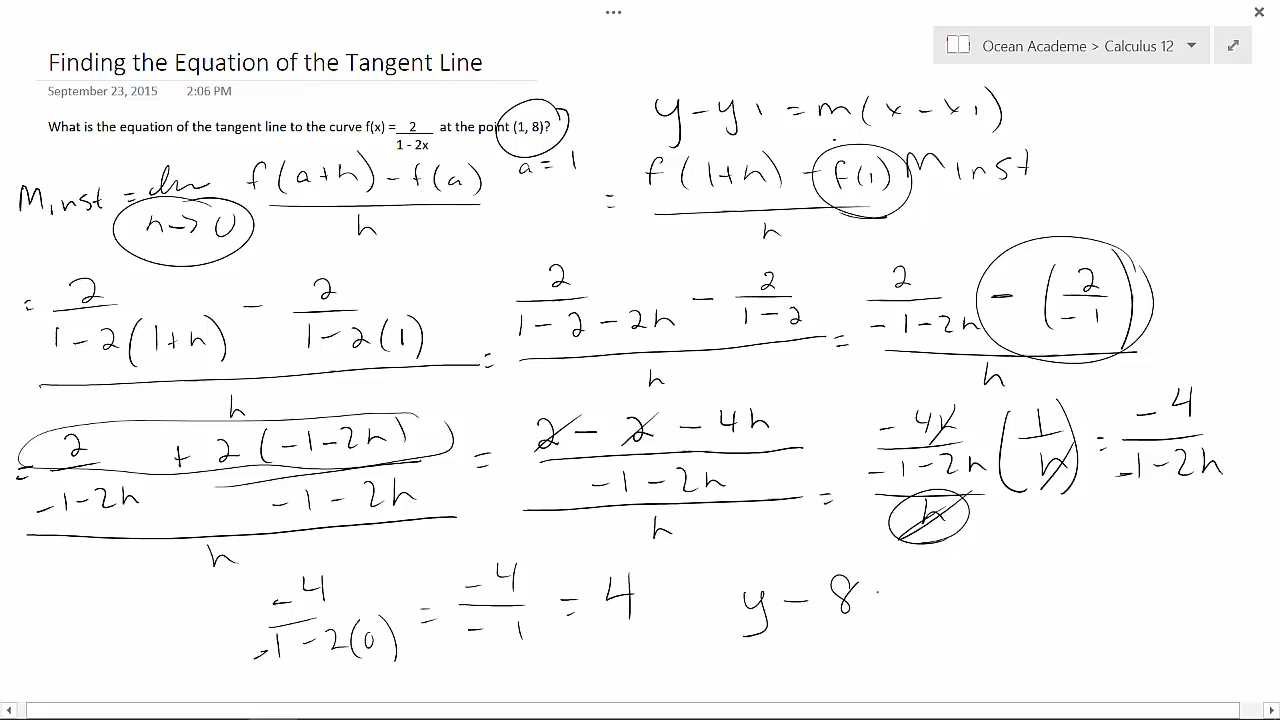 Finding the Equation of the Tangent Line
Ocean Academe > Calculus 12
September 23, 2015 2:06 PM
y - y1 = m(x - x1)
What is the equation of the tangent line to the curve f(x) = 2 / 1 - 2x at the point (1, 8)?
a = 1
Minst = lim h→0 f(a+h) - f(a) / h
= f(1+h) - f(1) / h Minst
= 2 / 1-2(1+h) - 2 / 1-2(1) / h = 2 / 1-2-2h - 2 / 1-2 / h = 2 / -1-2h - (2 / -1) / h
= 2 / -1-2h + 2(-1-2h) / -1-2h / h = 2 - 2 - 4h / -1-2h / h = -4h / -1-2h / h (1 / h) = -4 / -1-2h
-4 / -1-2(0) = -4 / -1 = 4 y - 8